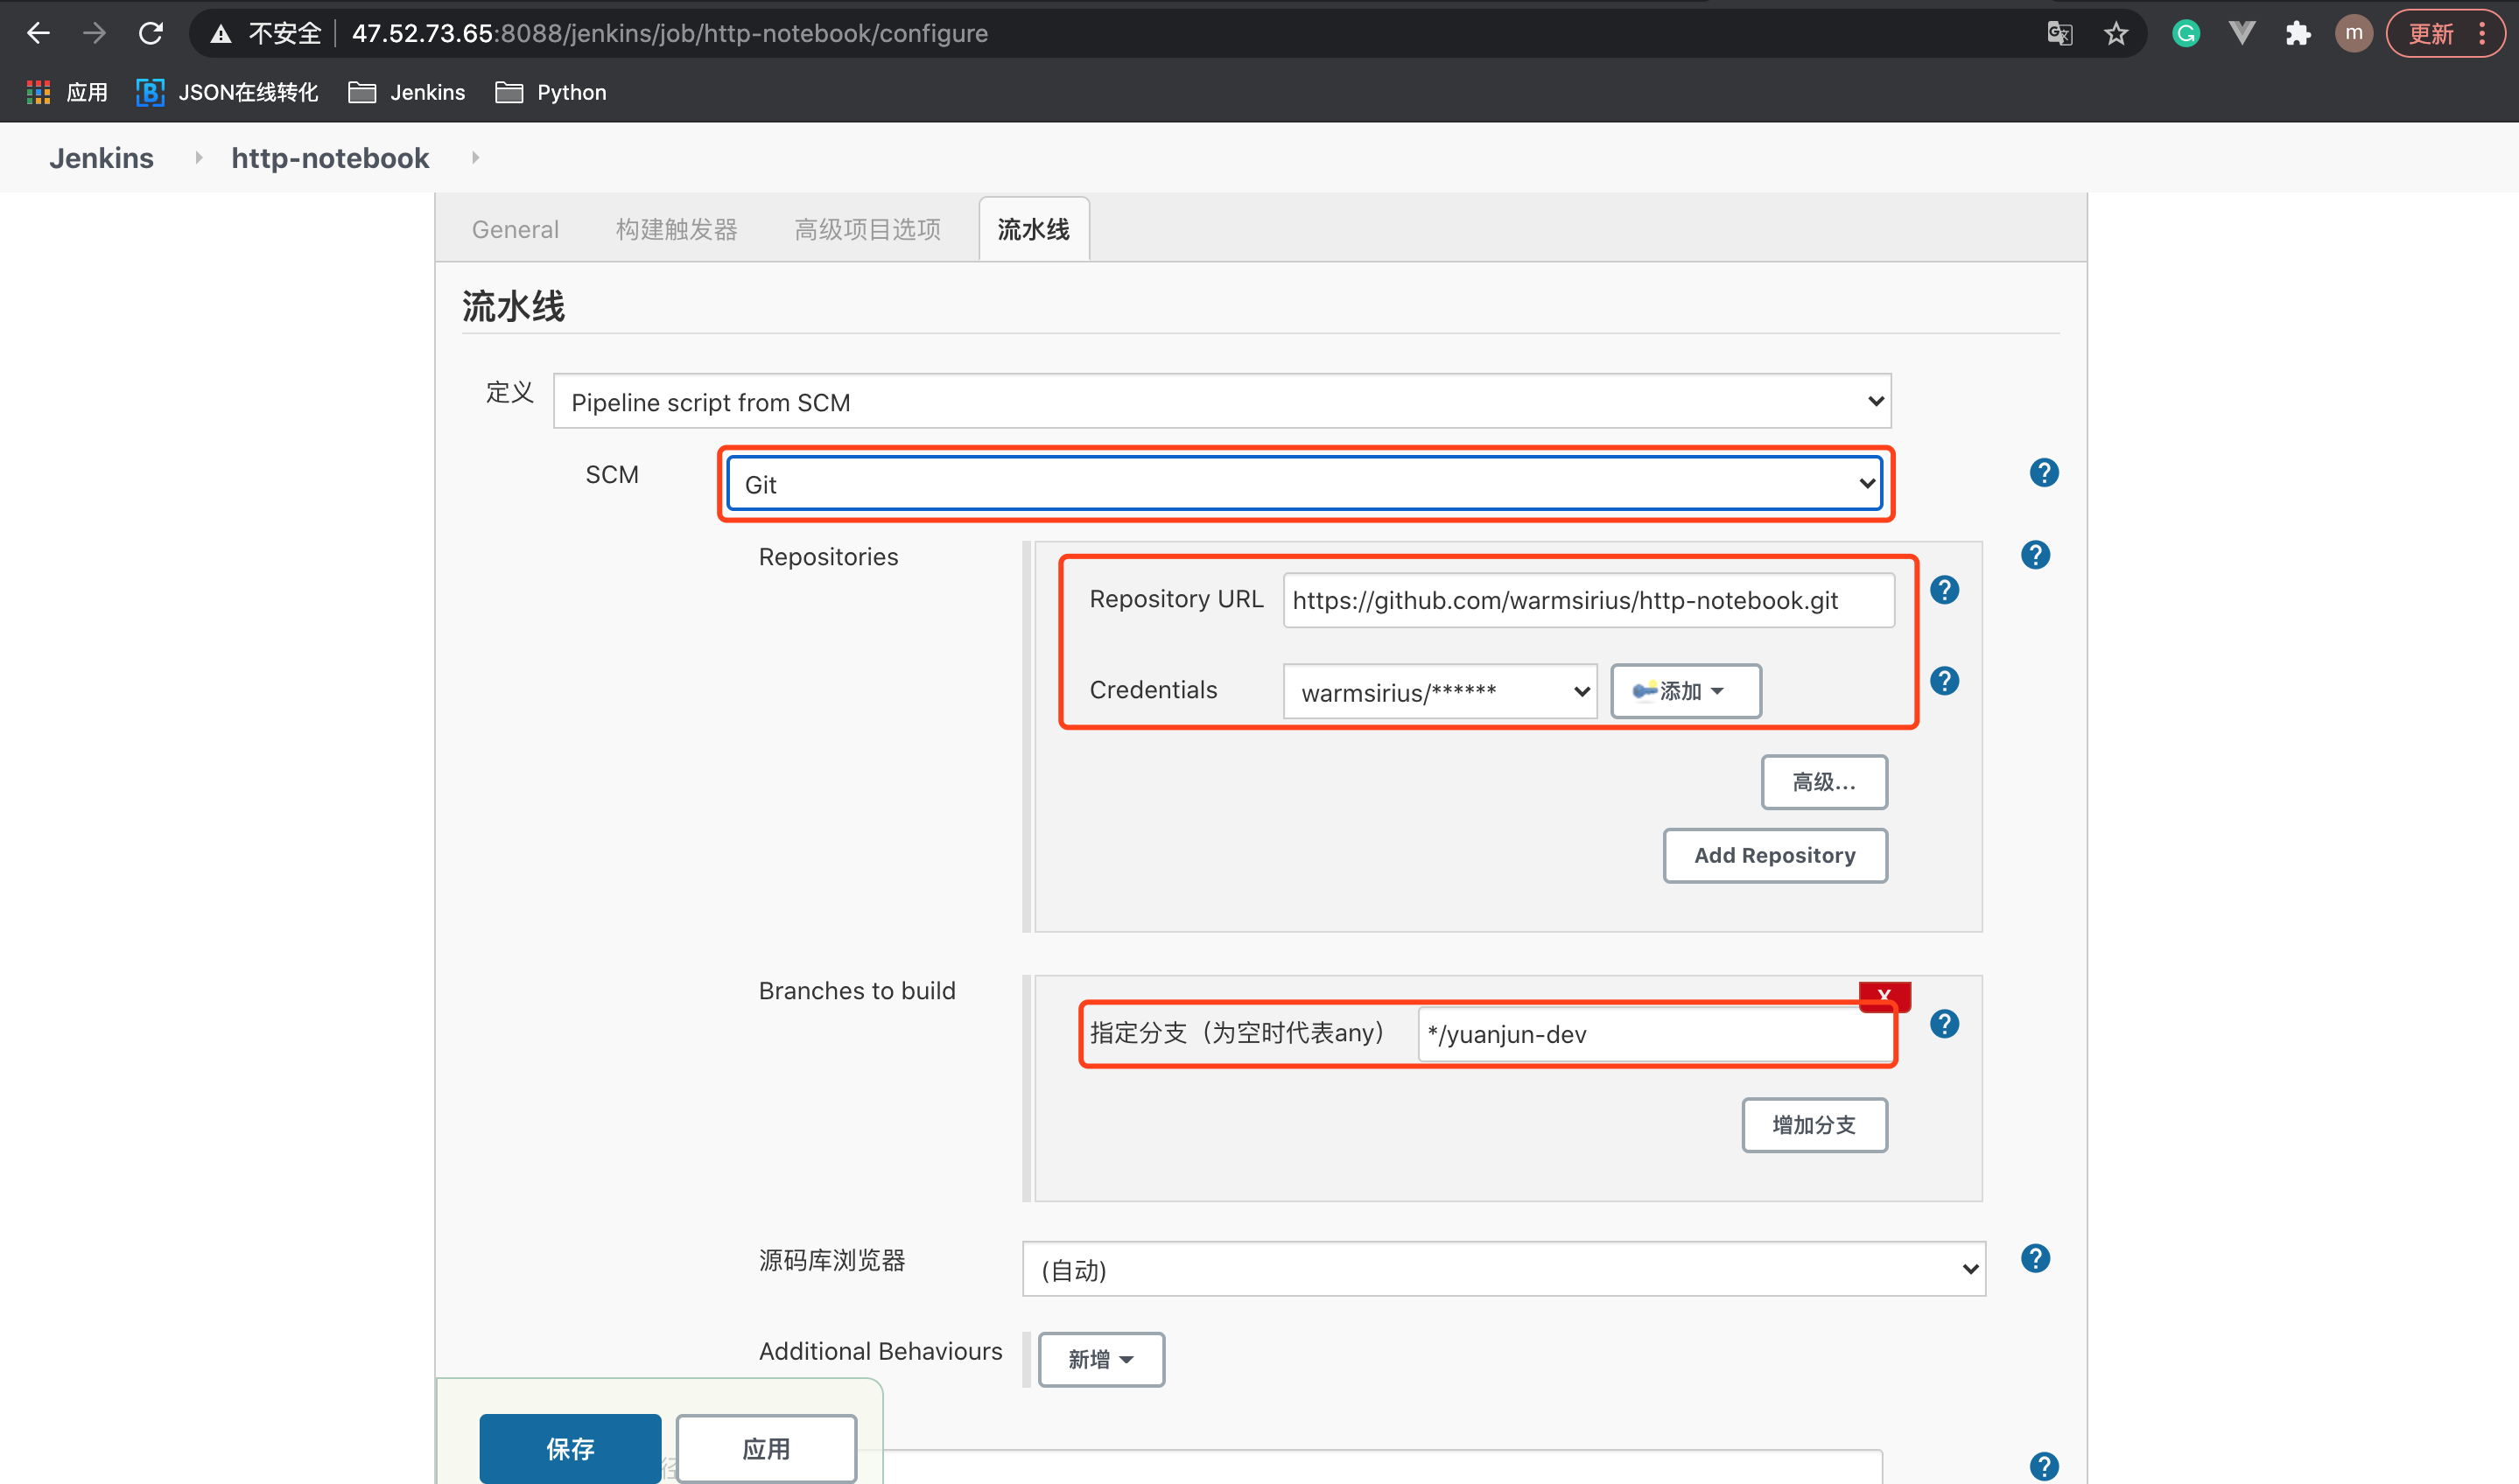 不安全 47.52.73.65:8088/jenkins/job/http-notebook/configure
m 更新
应用 JSON在线转化 Jenkins Python
Jenkins http-notebook
General 构建触发器 高级项目选项 流水线
流水线
定义 Pipeline script from SCM
SCM Git ?
Repositories ?
Repository URL https://github.com/warmsirius/http-notebook.git ?
Credentials warmsirius/****** 添加 ?
高级...
Add Repository
Branches to build
X
指定分支（为空时代表any） */yuanjun-dev ?
增加分支
源码库浏览器 (自动) ?
Additional Behaviours 新增
保存 应用 ?